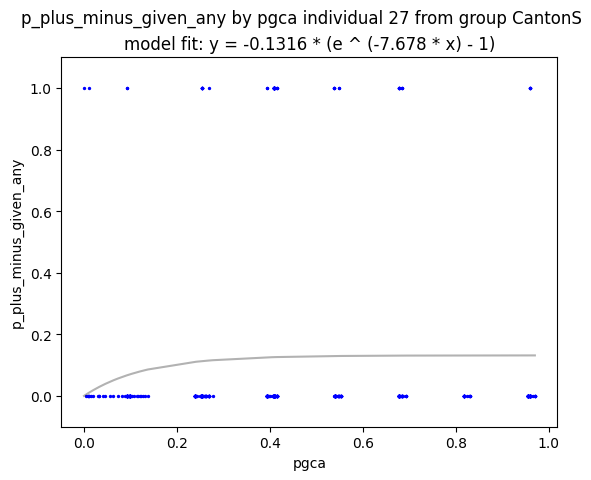 p_plus_minus_given_any by pgca individual 27 from group CantonS
model fit: y = -0.1316 * (e ^ (-7.678 * x) - 1)
1.0
0.8
0.6
0.4
0.2
0.0
p_plus_minus_given_any
0.0 0.2 0.4 0.6 0.8 1.0
pgca